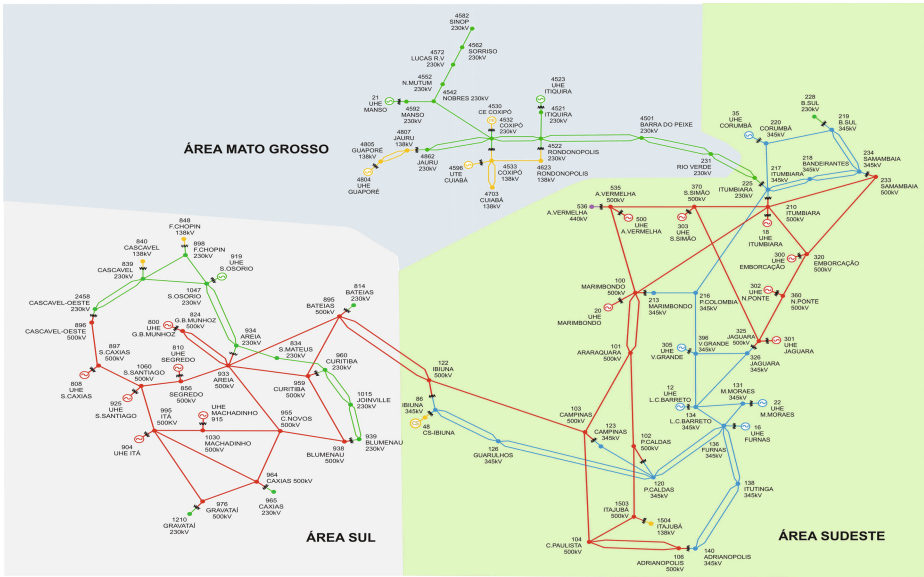 4582
SINOP
230kV
4572
LUCAS R.V
230kV
4562
SORRISO
230kV
4552
N.MUTUM
230kV
4542
NOBRES 230kV
21
UHE
MANSO
4592
MANSO
230kV
4523
UHE
ITIQUIRA
4521
ITIQUIRA
230kV
4530
CE COXIPÓ
4532
COXIPÓ
230kV
4807
JAURU
138kV
4805
GUAPORÉ
138kV
4804
UHE
GUAPORÉ
4862
JAURU
230kV
4596
UTE
CUIABÁ
4533
COXIPÓ
138kV
4703
CUIABÁ
138kV
4522
RONDONOPOLIS
230kV
4623
RONDONOPOLIS
138kV
4501
BARRA DO PEIXE
230kV
231
RIO VERDE
230kV
ÁREA MATO GROSSO
228
B.SUL
230kV
219
B.SUL
345kV
35
UHE
CORUMBÁ
220
CORUMBÁ
345kV
218
BANDEIRANTES
345kV
217
ITUMBIARA
345kV
225
ITUMBIARA
230kV
234
SAMAMBAIA
345kV
233
SAMAMBAIA
500kV
210
ITUMBIARA
500kV
18
UHE
ITUMBIARA
535
A.VERMELHA
500kV
536
A.VERMELHA
440kV
500
UHE
A.VERMELHA
370
S.SIMÃO
500kV
303
UHE
S.SIMÃO
300
UHE
EMBORCAÇÃO
320
EMBORCAÇÃO
500kV
302
UHE
N.PONTE
360
N.PONTE
500kV
100
MARIMBONDO
500kV
20
UHE
MARIMBONDO
213
MARIMBONDO
345kV
216
P.COLOMBIA
345kV
325
JAGUARA
500kV
301
UHE
JAGUARA
326
JAGUARA
345kV
396
V.GRANDE
345kV
305
UHE
V.GRANDE
101
ARARAQUARA
500kV
12
UHE
L.C.BARRETO
134
L.C.BARRETO
345kV
131
M.MORAES
345kV
22
UHE
M.MORAES
16
UHE
FURNAS
136
FURNAS
345kV
103
CAMPINAS
500kV
123
CAMPINAS
345kV
102
P.CALDAS
500kV
120
P.CALDAS
345kV
138
ITUTINGA
345kV
1503
ITAJUBÁ
500kV
1504
ITAJUBÁ
138kV
104
C.PAULISTA
500kV
106
ADRIANOPOLIS
500kV
140
ADRIANOPOLIS
345kV
122
IBIUNA
500kV
86
IBIUNA
345kV
48
CS-IBIUNA
126
GUARULHOS
345kV
ÁREA SUDESTE
848
F.CHOPIN
138kV
840
CASCAVEL
138kV
898
F.CHOPIN
230kV
839
CASCAVEL
230kV
919
UHE
S.OSORIO
1047
S.OSORIO
230kV
2458
CASCAVEL-OESTE
230kV
896
CASCAVEL-OESTE
500kV
824
G.B.MUNHOZ
500kV
800
UHE
G.B.MUNHOZ
895
BATEIAS
500kV
814
BATEIAS
230kV
934
AREIA
230kV
834
S.MATEUS
230kV
960
CURITIBA
230kV
897
S.CAXIAS
500kV
808
UHE
S.CAXIAS
1060
S.SANTIAGO
500kV
810
UHE
SEGREDO
856
SEGREDO
500kV
933
AREIA
500kV
959
CURITIBA
500kV
1015
JOINVILLE
230kV
925
UHE
S.SANTIAGO
995
ITÁ
500KV
904
UHE ITÁ
UHE
MACHADINHO
915
1030
MACHADINHO
500kV
955
C.NOVOS
500kV
938
BLUMENAU
500kV
939
BLUMENAU
230kV
964
CAXIAS 500kV
965
CAXIAS
230kV
976
GRAVATAÍ
500kV
1210
GRAVATAÍ
230kV
ÁREA SUL